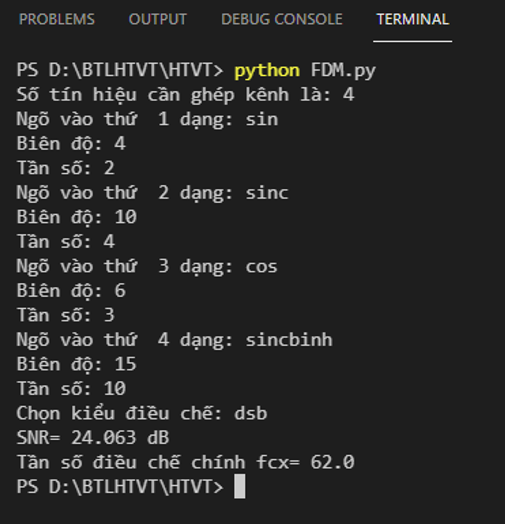 PROBLEMS OUTPUT DEBUG CONSOLE TERMINAL
PS D:\BTLHTVT\HTVT> python FDM.py
Số tín hiệu cần ghép kênh là: 4
Ngõ vào thứ  1 dạng: sin
Biên độ: 4
Tần số: 2
Ngõ vào thứ  2 dạng: sinc
Biên độ: 10
Tần số: 4
Ngõ vào thứ  3 dạng: cos
Biên độ: 6
Tần số: 3
Ngõ vào thứ  4 dạng: sincbinh
Biên độ: 15
Tần số: 10
Chọn kiểu điều chế: dsb
SNR= 24.063 dB
Tần số điều chế chính fcx= 62.0
PS D:\BTLHTVT\HTVT>